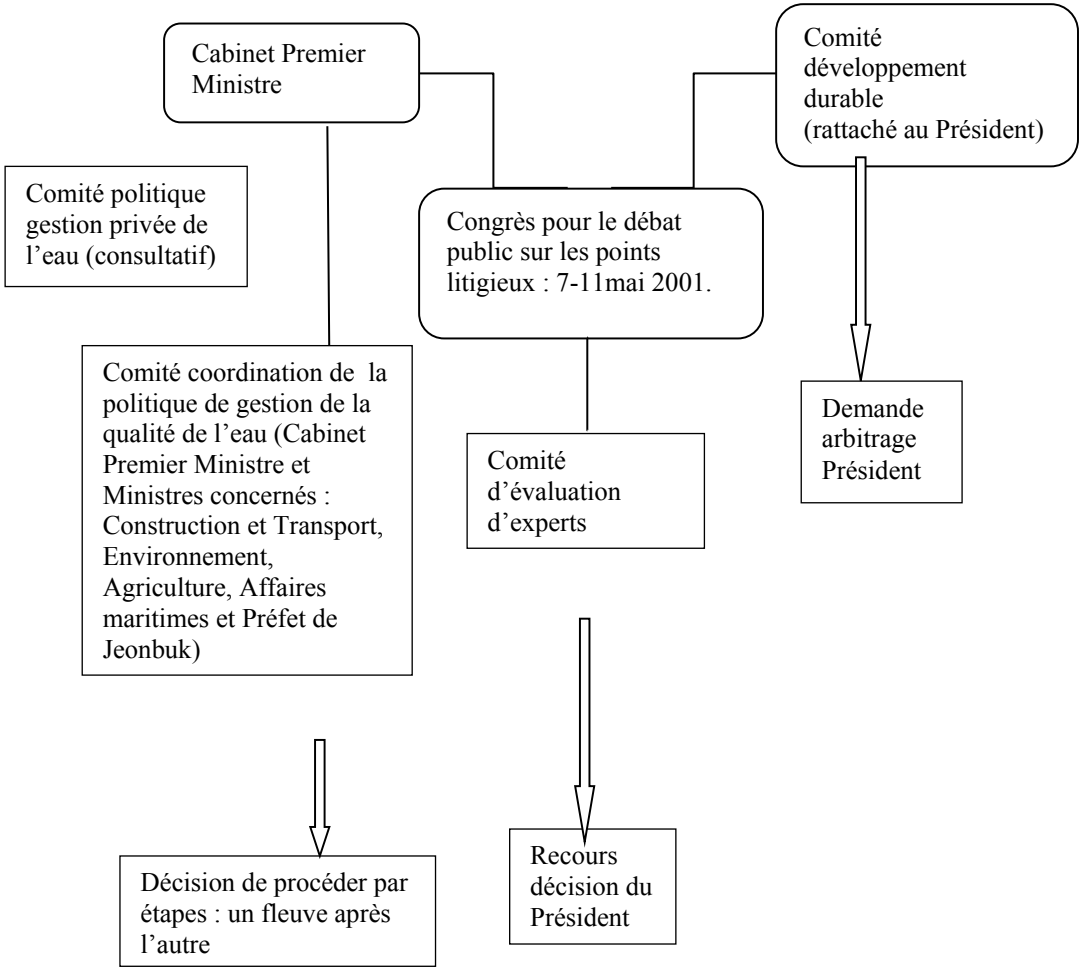 Cabinet Premier
Ministre
Comité
développement
durable
(rattaché au Président)
Comité politique
gestion privée de
l’eau (consultatif)
Congrès pour le débat
public sur les points
litigieux : 7-11mai 2001.
Comité coordination de  la
politique de gestion de la
qualité de l’eau (Cabinet
Premier Ministre et
Ministres concernés :
Construction et Transport,
Environnement,
Agriculture, Affaires
maritimes et Préfet de
Jeonbuk)
Comité
d’évaluation
d’experts
Demande
arbitrage
Président
Décision de procéder par
étapes : un fleuve après
l’autre
Recours
décision du
Président